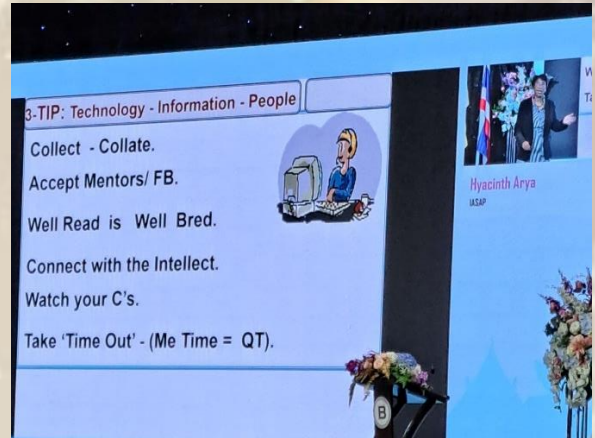 3-TIP: Technology - Information - People
Collect - Collate.
Accept Mentors/ FB.
Well Read is Well Bred.
Connect with the Intellect.
Watch your C's.
Take 'Time Out' - (Me Time = QT).
Hyacinth Arya
IASAP
B